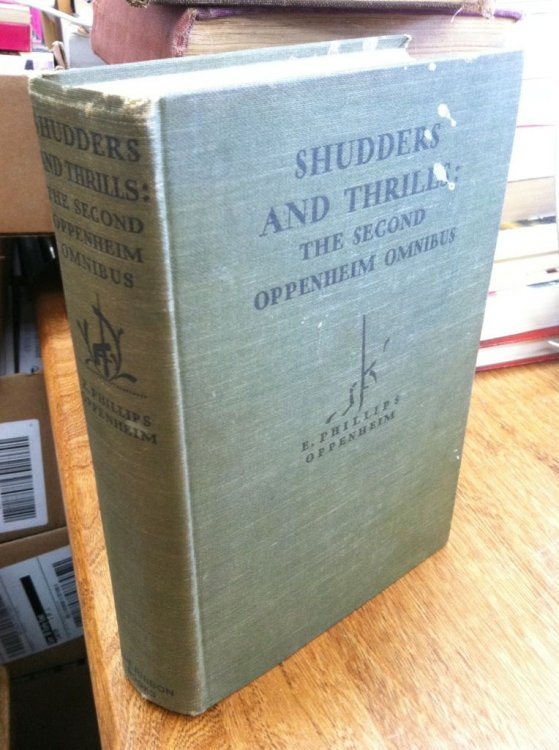 SHUDDERS
AND THRILLS:
THE SECOND
OPPENHEIM
OMNIBUS
E. PHILLIPS
OPPENHEIM
SHUDDERS
AND THRILLS:
THE SECOND
OPPENHEIM OMNIBUS
E. PHILLIPS
OPPENHEIM